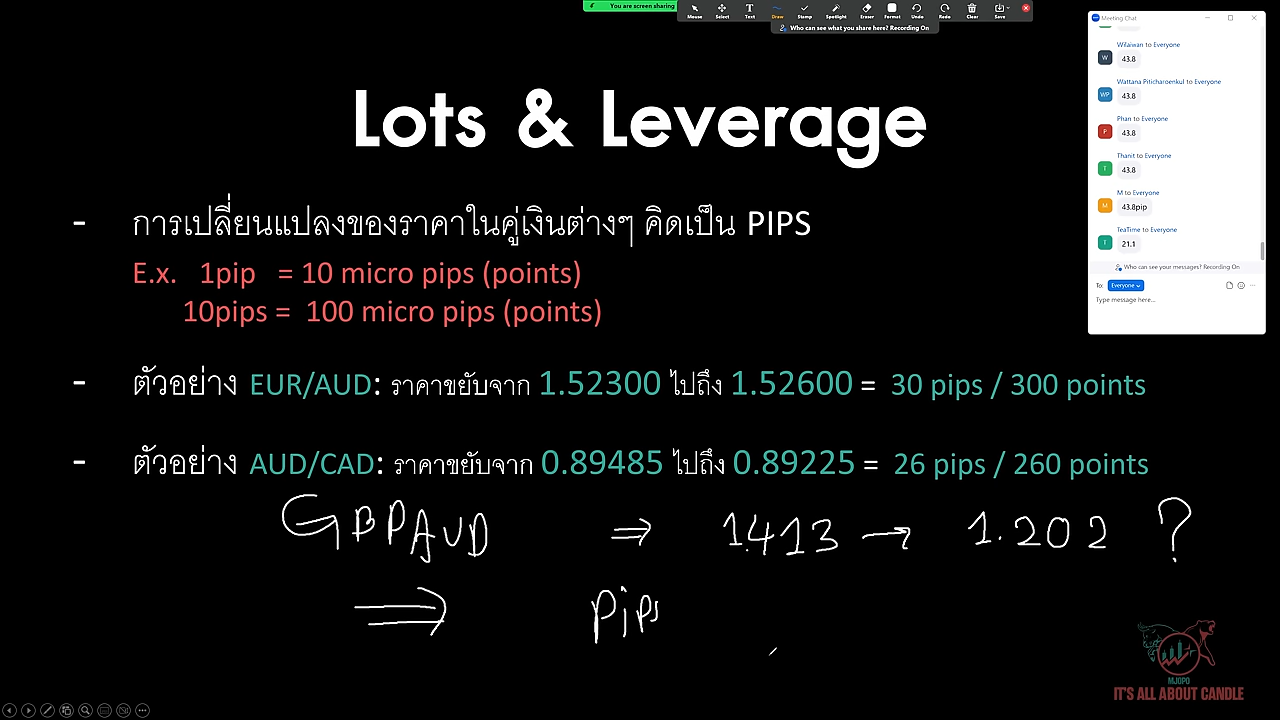 You are screen sharing
Mouse Select Text Draw Stamp Spotlight Eraser Format Undo Redo Clear Save
Who can see what you share here? Recording On
Lots & Leverage
- การเปลี่ยนแปลงของราคาในคู่เงินต่างๆ คิดเป็น PIPS
E.x. 1pip = 10 micro pips (points)
10pips = 100 micro pips (points)
- ตัวอย่าง EUR/AUD: ราคาขยับจาก 1.52300 ไปถึง 1.52600 = 30 pips / 300 points
- ตัวอย่าง AUD/CAD: ราคาขยับจาก 0.89485 ไปถึง 0.89225 = 26 pips / 260 points
GBPAUD ⇒ 1.413 → 1.202 ?
⇒ pips
Meeting Chat
Wilaiwan to Everyone
W 43.8
Wattana Piticharoenkul to Everyone
WP 43.8
Phan to Everyone
P 43.8
Thanit to Everyone
T 43.8
M to Everyone
M 43.8pip
TeaTime to Everyone
T 21.1
Who can see your messages? Recording On
To: Everyone
Type message here...
MJOPO
IT'S ALL ABOUT CANDLE